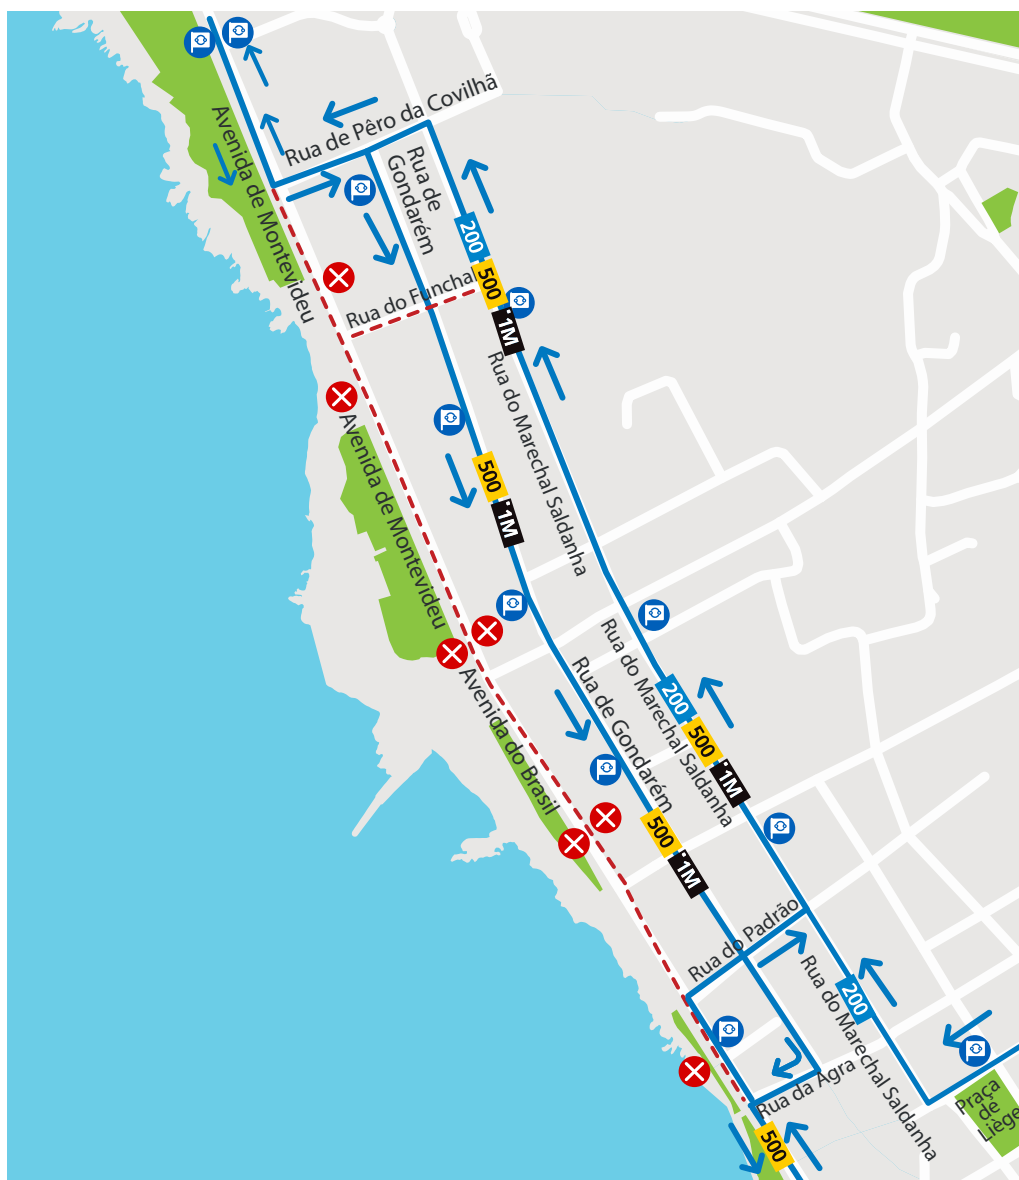 Rua de Pêro da Covilhã
Avenida de Montevideu
Rua de
Gondarém
200
500
1M
Rua do Funchal
Rua do Marechal Saldanha
Avenida de Montevideu
500
1M
Rua do Marechal Saldanha
Rua de Gondarém
Avenida do Brasil
200
500
1M
500
1M
Rua do Padrão
Rua do Marechal Saldanha
200
Rua da Agra
Praça
de
Liège
500